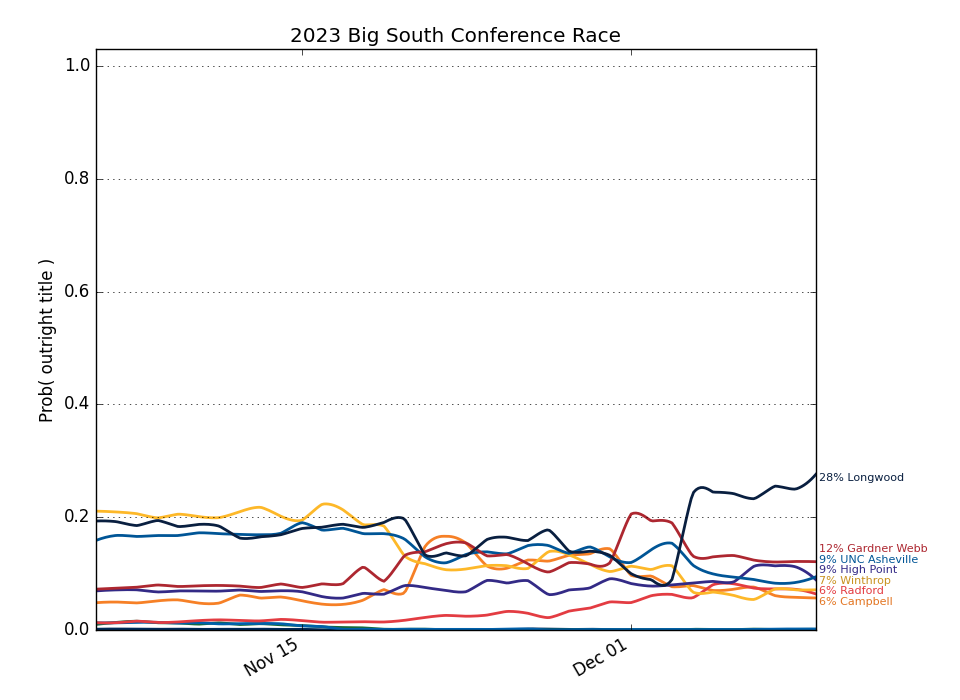 2023 Big South Conference Race
Prob( outright title )
1.0
0.8
0.6
0.4
0.2
0.0
Nov 15
Dec 01
28% Longwood
12% Gardner Webb
9% UNC Asheville
9% High Point
7% Winthrop
6% Radford
6% Campbell